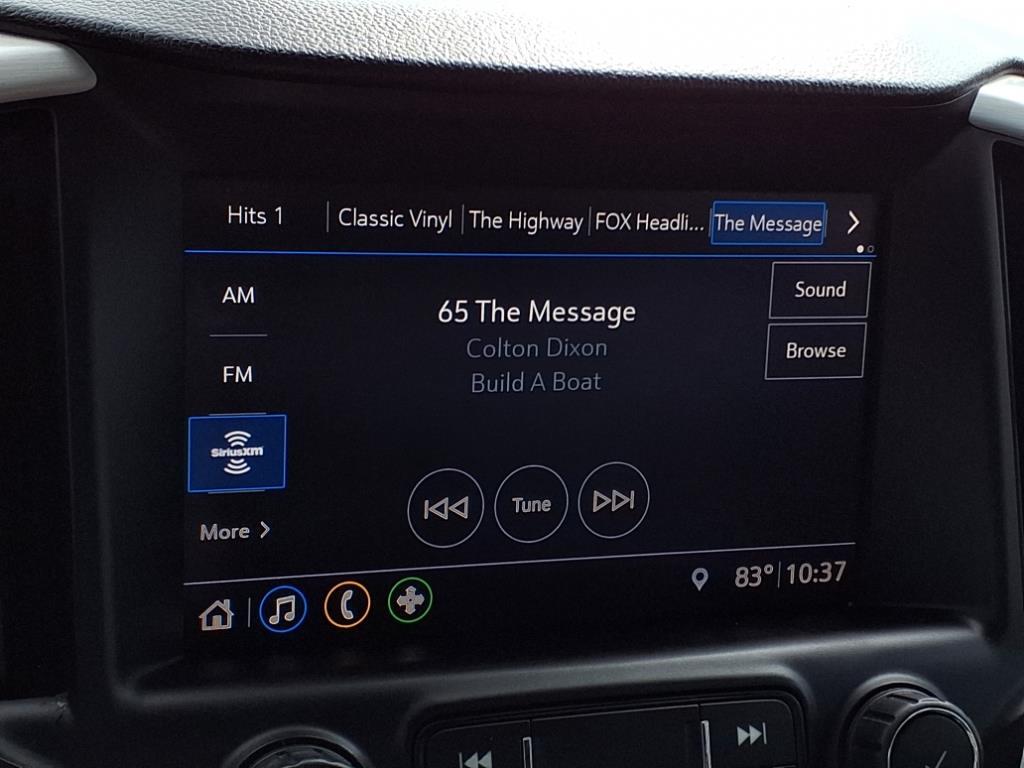 Hits 1
Classic Vinyl
The Highway
FOX Headli...
The Message
AM
FM
SiriusXM
More
65 The Message
Colton Dixon
Build A Boat
Sound
Browse
Tune
83° 10:37